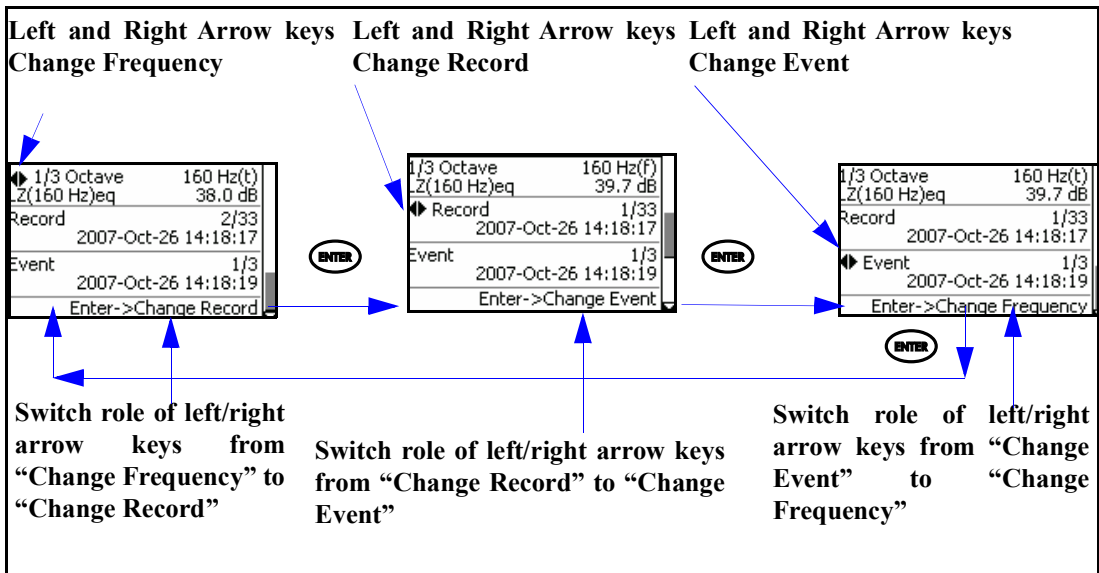 Left and Right Arrow keys
Change Frequency
Left and Right Arrow keys
Change Record
Left and Right Arrow keys
Change Event
1/3 Octave 160 Hz(t)
LZ(160 Hz)eq 38.0 dB
Record 2/33
2007-Oct-26 14:18:17
Event 1/3
2007-Oct-26 14:18:19
Enter->Change Record
ENTER
1/3 Octave 160 Hz(f)
LZ(160 Hz)eq 39.7 dB
Record 1/33
2007-Oct-26 14:18:17
Event 1/3
2007-Oct-26 14:18:19
Enter->Change Event
ENTER
1/3 Octave 160 Hz(t)
LZ(160 Hz)eq 39.7 dB
Record 1/33
2007-Oct-26 14:18:17
Event 1/3
2007-Oct-26 14:18:19
Enter->Change Frequency
ENTER
Switch role of left/right
arrow keys from
“Change Frequency” to
“Change Record”
Switch role of left/right arrow keys
from “Change Record” to “Change
Event”
Switch role of left/right
arrow keys from “Change
Event” to “Change
Frequency”